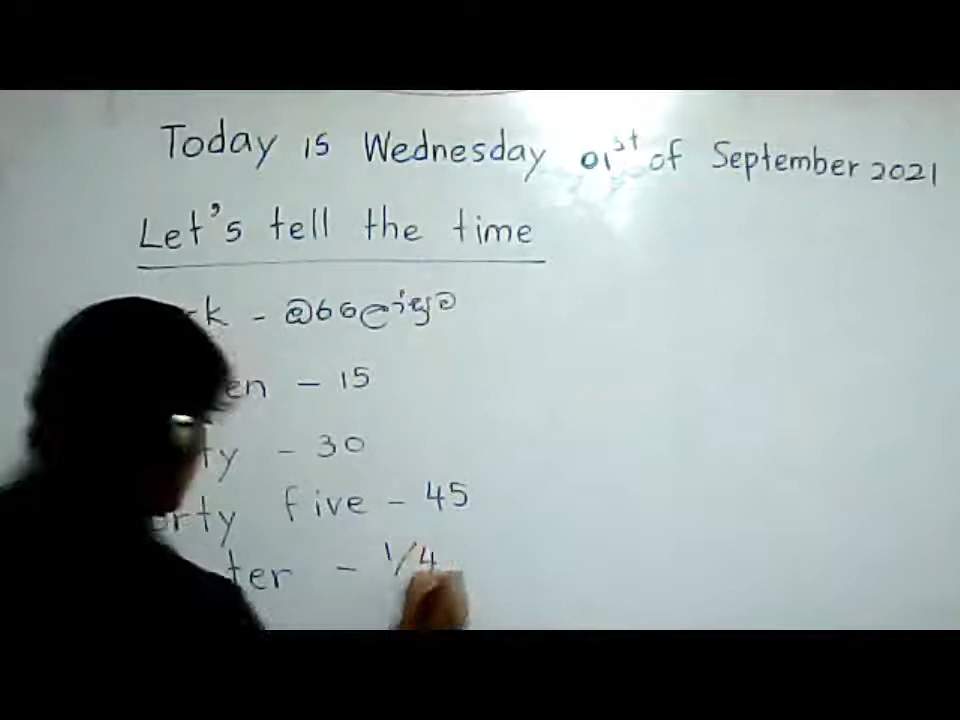 Today is Wednesday 01st of September 2021
Let's tell the time
k - ඔරලෝසුව
en - 15
ty - 30
orty five - 45
ter - 1/4